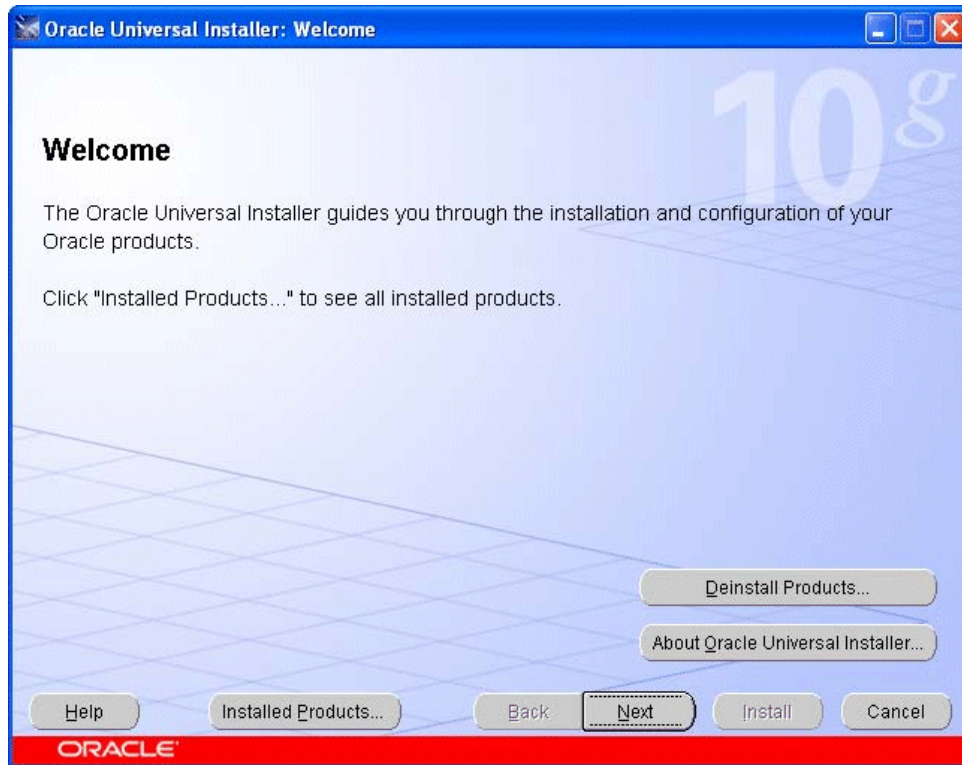 Oracle Universal Installer: Welcome
10g
Welcome
The Oracle Universal Installer guides you through the installation and configuration of your
Oracle products.
Click "Installed Products..." to see all installed products.
Deinstall Products...
About Oracle Universal Installer...
Help
Installed Products...
Back
Next
Install
Cancel
ORACLE